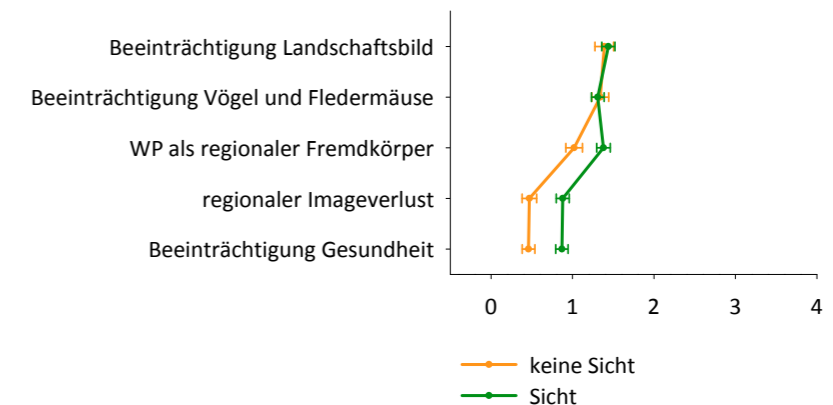 Beeinträchtigung Landschaftsbild
Beeinträchtigung Vögel und Fledermäuse
WP als regionaler Fremdkörper
regionaler Imageverlust
Beeinträchtigung Gesundheit
0 1 2 3 4
keine Sicht
Sicht